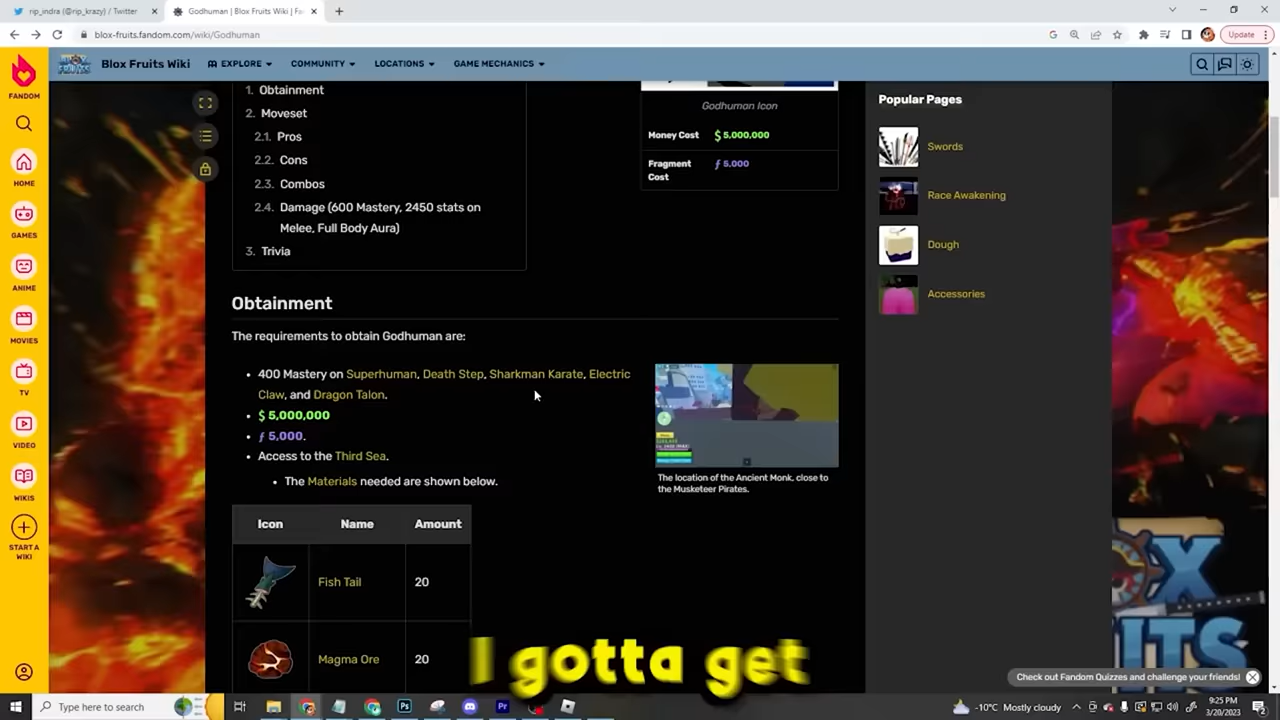 rip_indra (@rip_krazy) / Twitter
Godhuman | Blox Fruits Wiki | Fa
blox-fruits.fandom.com/wiki/Godhuman
Update
FANDOM
Blox Fruits Wiki
EXPLORE
COMMUNITY
LOCATIONS
GAME MECHANICS
HOME
GAMES
ANIME
MOVIES
TV
VIDEO
WIKIS
START A
WIKI
1. Obtainment
2. Moveset
2.1. Pros
2.2. Cons
2.3. Combos
2.4. Damage (600 Mastery, 2450 stats on
Melee, Full Body Aura)
3. Trivia
Godhuman Icon
Money Cost $ 5,000,000
Fragment
Cost
ƒ 5,000
Popular Pages
Swords
Race Awakening
Dough
Accessories
Obtainment
The requirements to obtain Godhuman are:
• 400 Mastery on Superhuman, Death Step, Sharkman Karate, Electric
Claw, and Dragon Talon.
• $ 5,000,000
• ƒ 5,000.
• Access to the Third Sea.
• The Materials needed are shown below.
The location of the Ancient Monk, close to
the Musketeer Pirates.
Icon Name Amount
Fish Tail 20
Magma Ore 20
I gotta get
Check out Fandom Quizzes and challenge your friends!
Type here to search
-10°C Mostly cloudy
9:25 PM
3/20/2023